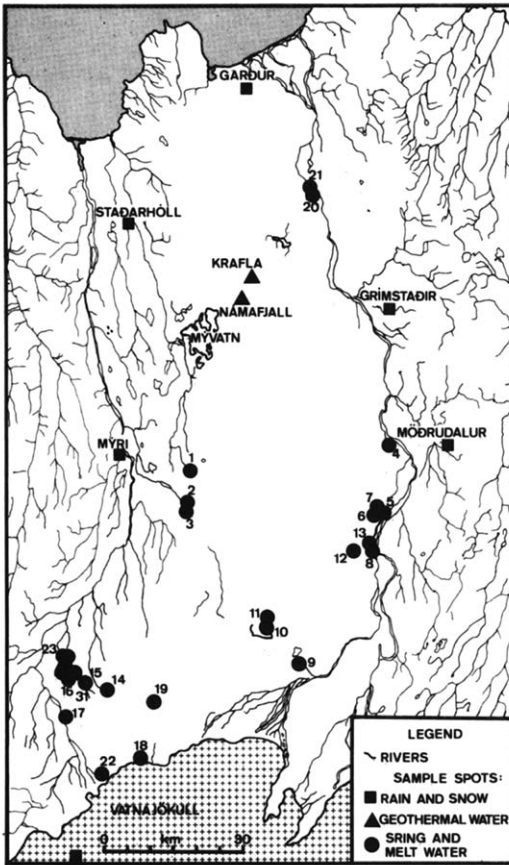 GARÐUR
21
20
STAÐARHÓLL
KRAFLA
NÁMAFJALL
GRÍMSTAÐIR
MÝVATN
MÝRI
MÖÐRUDALUR
1
4
2
3
7
5
6
13
12
8
11
10
23
9
16
31
15
14
19
17
18
22
VATNAJÖKULL
0
km
30
LEGEND
RIVERS
SAMPLE SPOTS:
RAIN AND SNOW
GEOTHERMAL WATER
SRING AND
MELT WATER